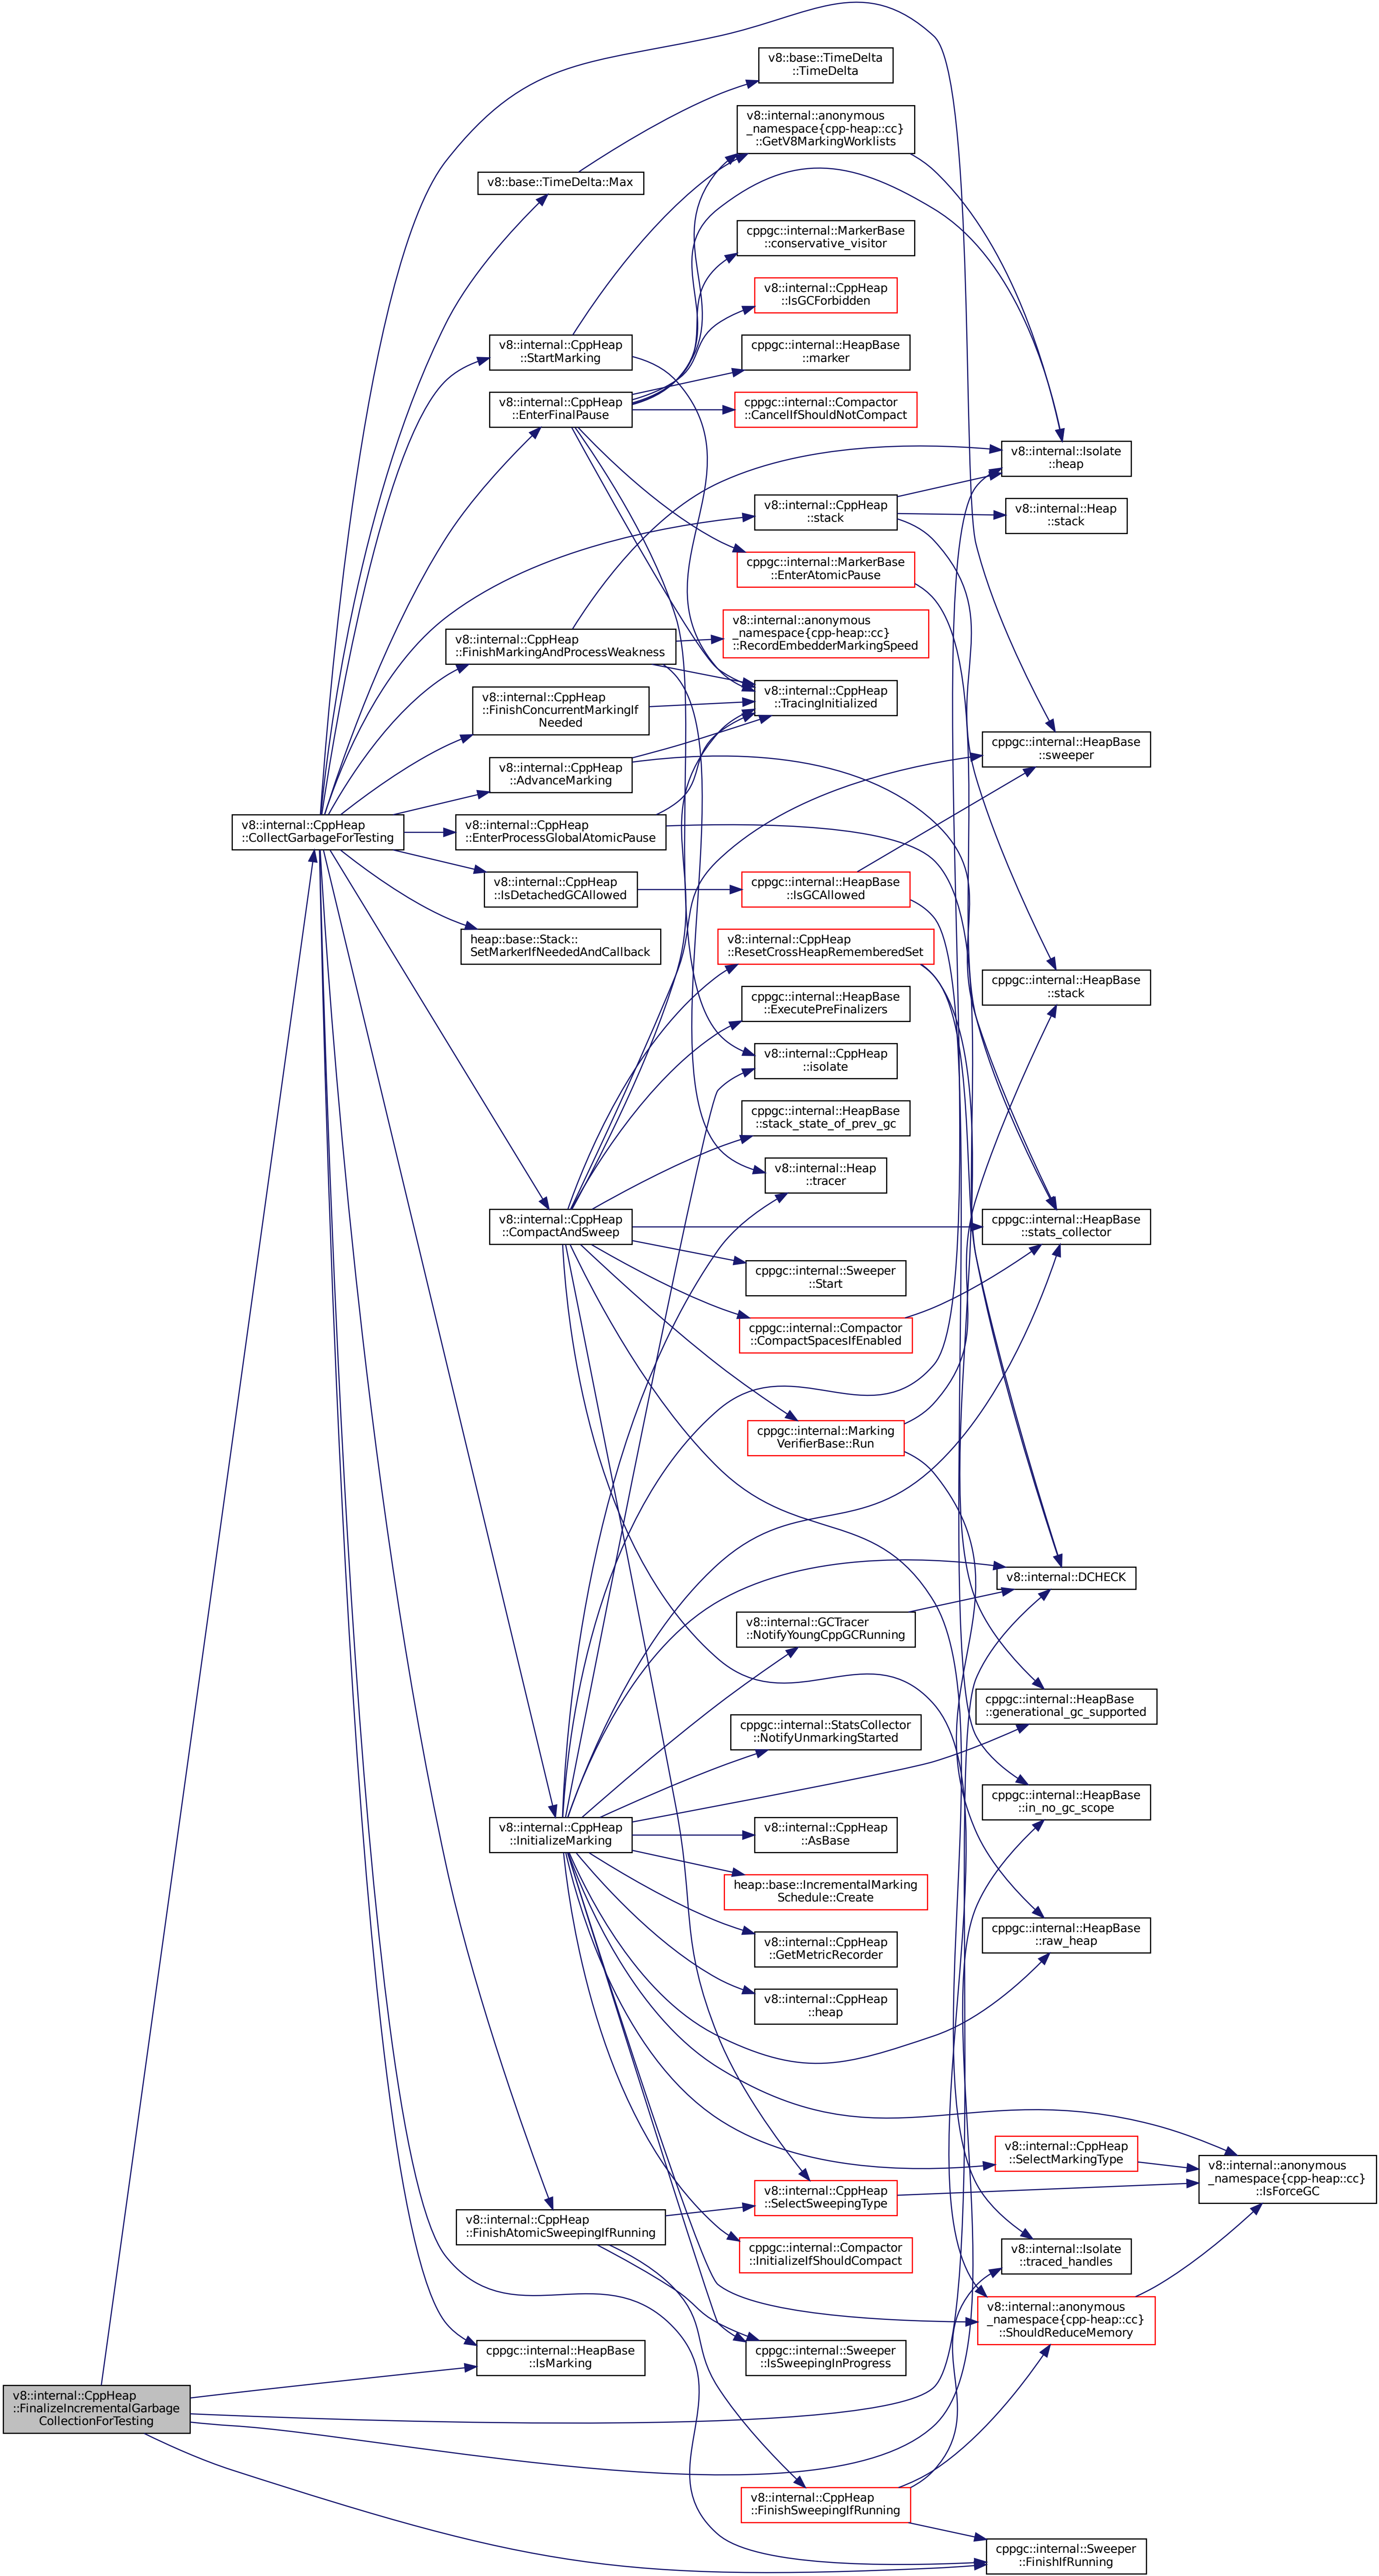 v8::base::TimeDelta
::TimeDelta
v8::internal::anonymous
_namespace{cpp-heap::cc}
::GetV8MarkingWorklists
v8::base::TimeDelta::Max
cppgc::internal::MarkerBase
::conservative_visitor
v8::internal::CppHeap
::IsGCForbidden
v8::internal::CppHeap
::StartMarking
cppgc::internal::HeapBase
::marker
v8::internal::CppHeap
::EnterFinalPause
cppgc::internal::Compactor
::CancelIfShouldNotCompact
v8::internal::Isolate
::heap
v8::internal::CppHeap
::stack
v8::internal::Heap
::stack
cppgc::internal::MarkerBase
::EnterAtomicPause
v8::internal::CppHeap
::FinishMarkingAndProcessWeakness
v8::internal::anonymous
_namespace{cpp-heap::cc}
::RecordEmbedderMarkingSpeed
v8::internal::CppHeap
::FinishConcurrentMarkingIf
Needed
v8::internal::CppHeap
::TracingInitialized
cppgc::internal::HeapBase
::sweeper
v8::internal::CppHeap
::AdvanceMarking
v8::internal::CppHeap
::CollectGarbageForTesting
v8::internal::CppHeap
::EnterProcessGlobalAtomicPause
v8::internal::CppHeap
::IsDetachedGCAllowed
cppgc::internal::HeapBase
::IsGCAllowed
heap::base::Stack::
SetMarkerIfNeededAndCallback
v8::internal::CppHeap
::ResetCrossHeapRememberedSet
cppgc::internal::HeapBase
::stack
cppgc::internal::HeapBase
::ExecutePreFinalizers
v8::internal::CppHeap
::isolate
cppgc::internal::HeapBase
::stack_state_of_prev_gc
v8::internal::Heap
::tracer
v8::internal::CppHeap
::CompactAndSweep
cppgc::internal::HeapBase
::stats_collector
cppgc::internal::Sweeper
::Start
cppgc::internal::Compactor
::CompactSpacesIfEnabled
cppgc::internal::Marking
VerifierBase::Run
v8::internal::DCHECK
v8::internal::GCTracer
::NotifyYoungCppGCRunning
cppgc::internal::HeapBase
::generational_gc_supported
cppgc::internal::StatsCollector
::NotifyUnmarkingStarted
cppgc::internal::HeapBase
::in_no_gc_scope
v8::internal::CppHeap
::InitializeMarking
v8::internal::CppHeap
::AsBase
heap::base::IncrementalMarking
Schedule::Create
cppgc::internal::HeapBase
::raw_heap
v8::internal::CppHeap
::GetMetricRecorder
v8::internal::CppHeap
::heap
v8::internal::CppHeap
::SelectMarkingType
v8::internal::anonymous
_namespace{cpp-heap::cc}
::IsForceGC
v8::internal::CppHeap
::SelectSweepingType
v8::internal::CppHeap
::FinishAtomicSweepingIfRunning
cppgc::internal::Compactor
::InitializeIfShouldCompact
v8::internal::Isolate
::traced_handles
v8::internal::anonymous
_namespace{cpp-heap::cc}
::ShouldReduceMemory
cppgc::internal::HeapBase
::IsMarking
cppgc::internal::Sweeper
::IsSweepingInProgress
v8::internal::CppHeap
::FinalizeIncrementalGarbage
CollectionForTesting
v8::internal::CppHeap
::FinishSweepingIfRunning
cppgc::internal::Sweeper
::FinishIfRunning